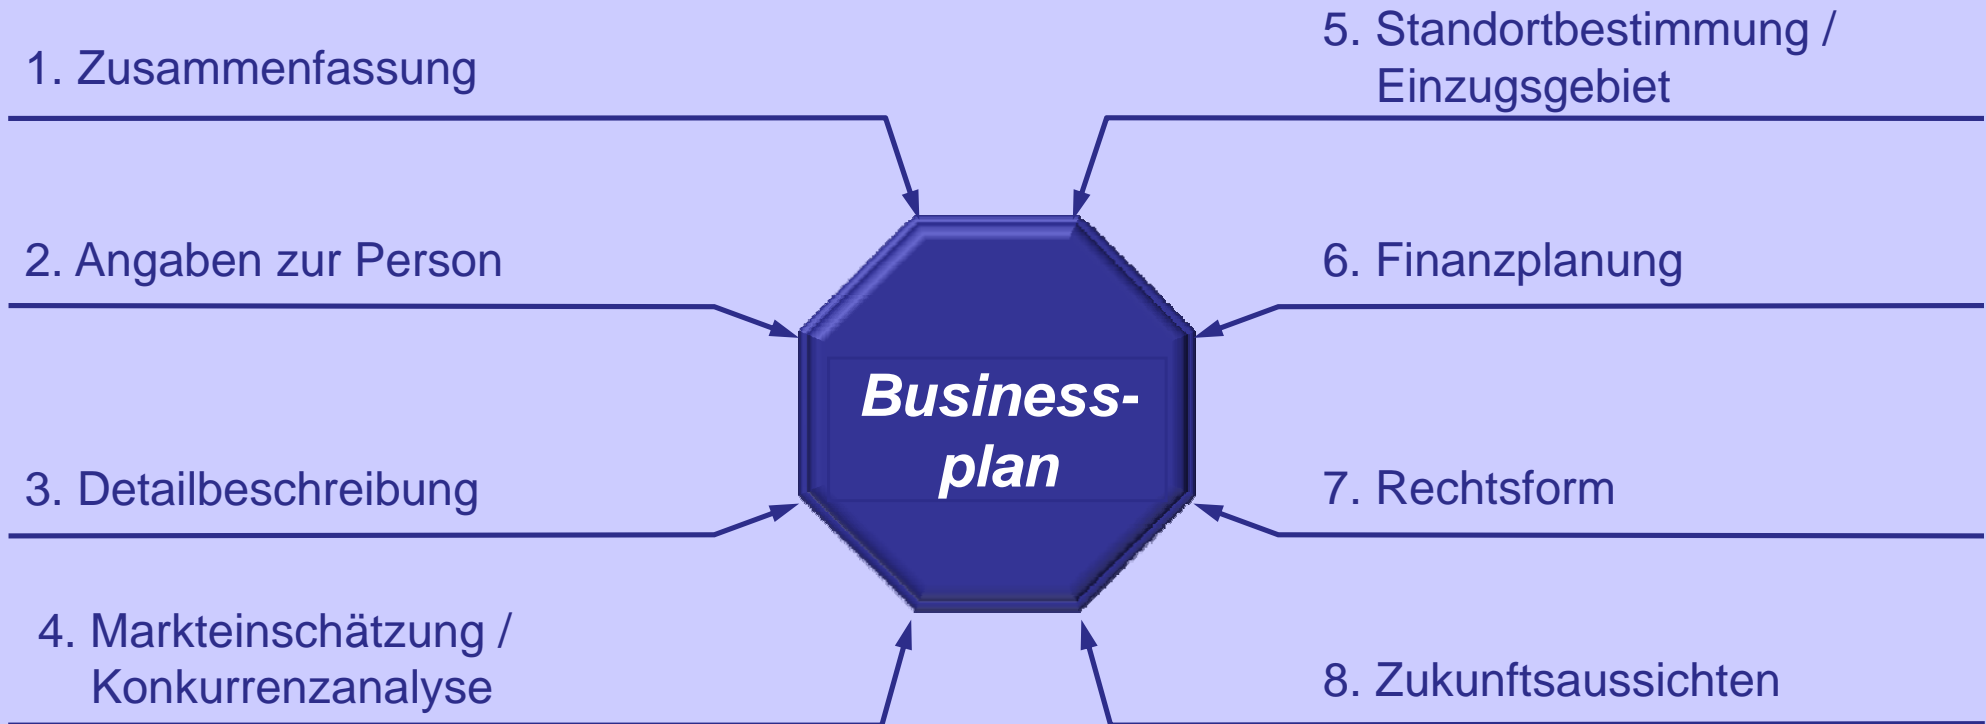 1. Zusammenfassung
2. Angaben zur Person
3. Detailbeschreibung
4. Markteinschätzung /
Konkurrenzanalyse
Business-
plan
5. Standortbestimmung /
Einzugsgebiet
6. Finanzplanung
7. Rechtsform
8. Zukunftsaussichten